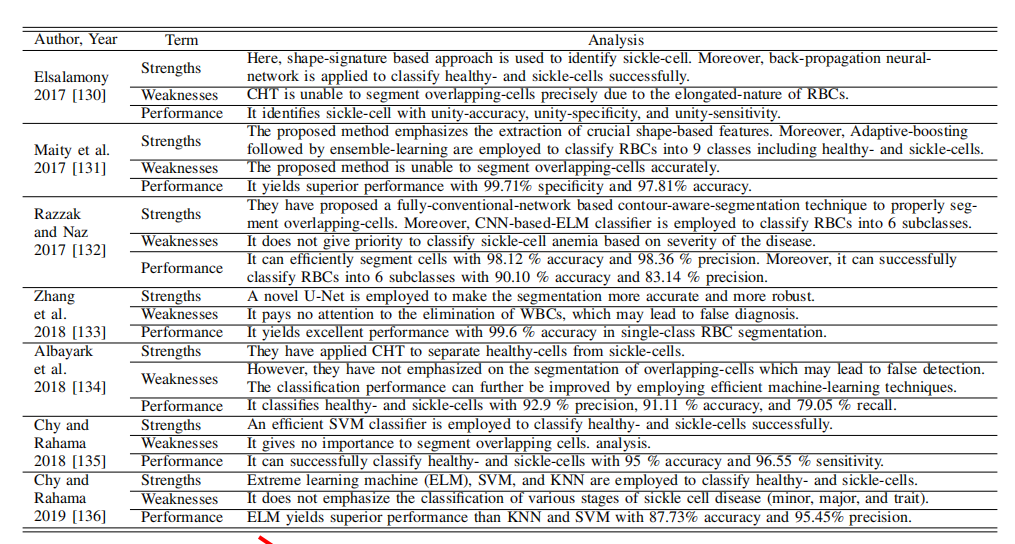 Author, Year Term Analysis
Elsalamony
2017 [130]
Strengths
Here, shape-signature based approach is used to identify sickle-cell. Moreover, back-propagation neural-
network is applied to classify healthy- and sickle-cells successfully.
Weaknesses CHT is unable to segment overlapping-cells precisely due to the elongated-nature of RBCs.
Performance It identifies sickle-cell with unity-accuracy, unity-specificity, and unity-sensitivity.
Maity et al.
2017 [131]
Strengths
The proposed method emphasizes the extraction of crucial shape-based features. Moreover, Adaptive-boosting
followed by ensemble-learning are employed to classify RBCs into 9 classes including healthy- and sickle-cells.
Weaknesses The proposed method is unable to segment overlapping-cells accurately.
Performance It yields superior performance with 99.71% specificity and 97.81% accuracy.
Razzak
and Naz
2017 [132]
Strengths
They have proposed a fully-conventional-network based contour-aware-segmentation technique to properly seg-
ment overlapping-cells. Moreover, CNN-based-ELM classifier is employed to classify RBCs into 6 subclasses.
Weaknesses It does not give priority to classify sickle-cell anemia based on severity of the disease.
Performance
It can efficiently segment cells with 98.12 % accuracy and 98.36 % precision. Moreover, it can successfully
classify RBCs into 6 subclasses with 90.10 % accuracy and 83.14 % precision.
Zhang
et al.
2018 [133]
Strengths A novel U-Net is employed to make the segmentation more accurate and more robust.
Weaknesses It pays no attention to the elimination of WBCs, which may lead to false diagnosis.
Performance It yields excellent performance with 99.6 % accuracy in single-class RBC segmentation.
Albayark
et al.
2018 [134]
Strengths They have applied CHT to separate healthy-cells from sickle-cells.
Weaknesses
However, they have not emphasized on the segmentation of overlapping-cells which may lead to false detection.
The classification performance can further be improved by employing efficient machine-learning techniques.
Performance It classifies healthy- and sickle-cells with 92.9 % precision, 91.11 % accuracy, and 79.05 % recall.
Chy and
Rahama
2018 [135]
Strengths An efficient SVM classifier is employed to classify healthy- and sickle-cells successfully.
Weaknesses It gives no importance to segment overlapping cells. analysis.
Performance It can successfully classify healthy- and sickle-cells with 95 % accuracy and 96.55 % sensitivity.
Chy and
Rahama
2019 [136]
Strengths Extreme learning machine (ELM), SVM, and KNN are employed to classify healthy- and sickle-cells.
Weaknesses It does not emphasize the classification of various stages of sickle cell disease (minor, major, and trait).
Performance ELM yields superior performance than KNN and SVM with 87.73% accuracy and 95.45% precision.